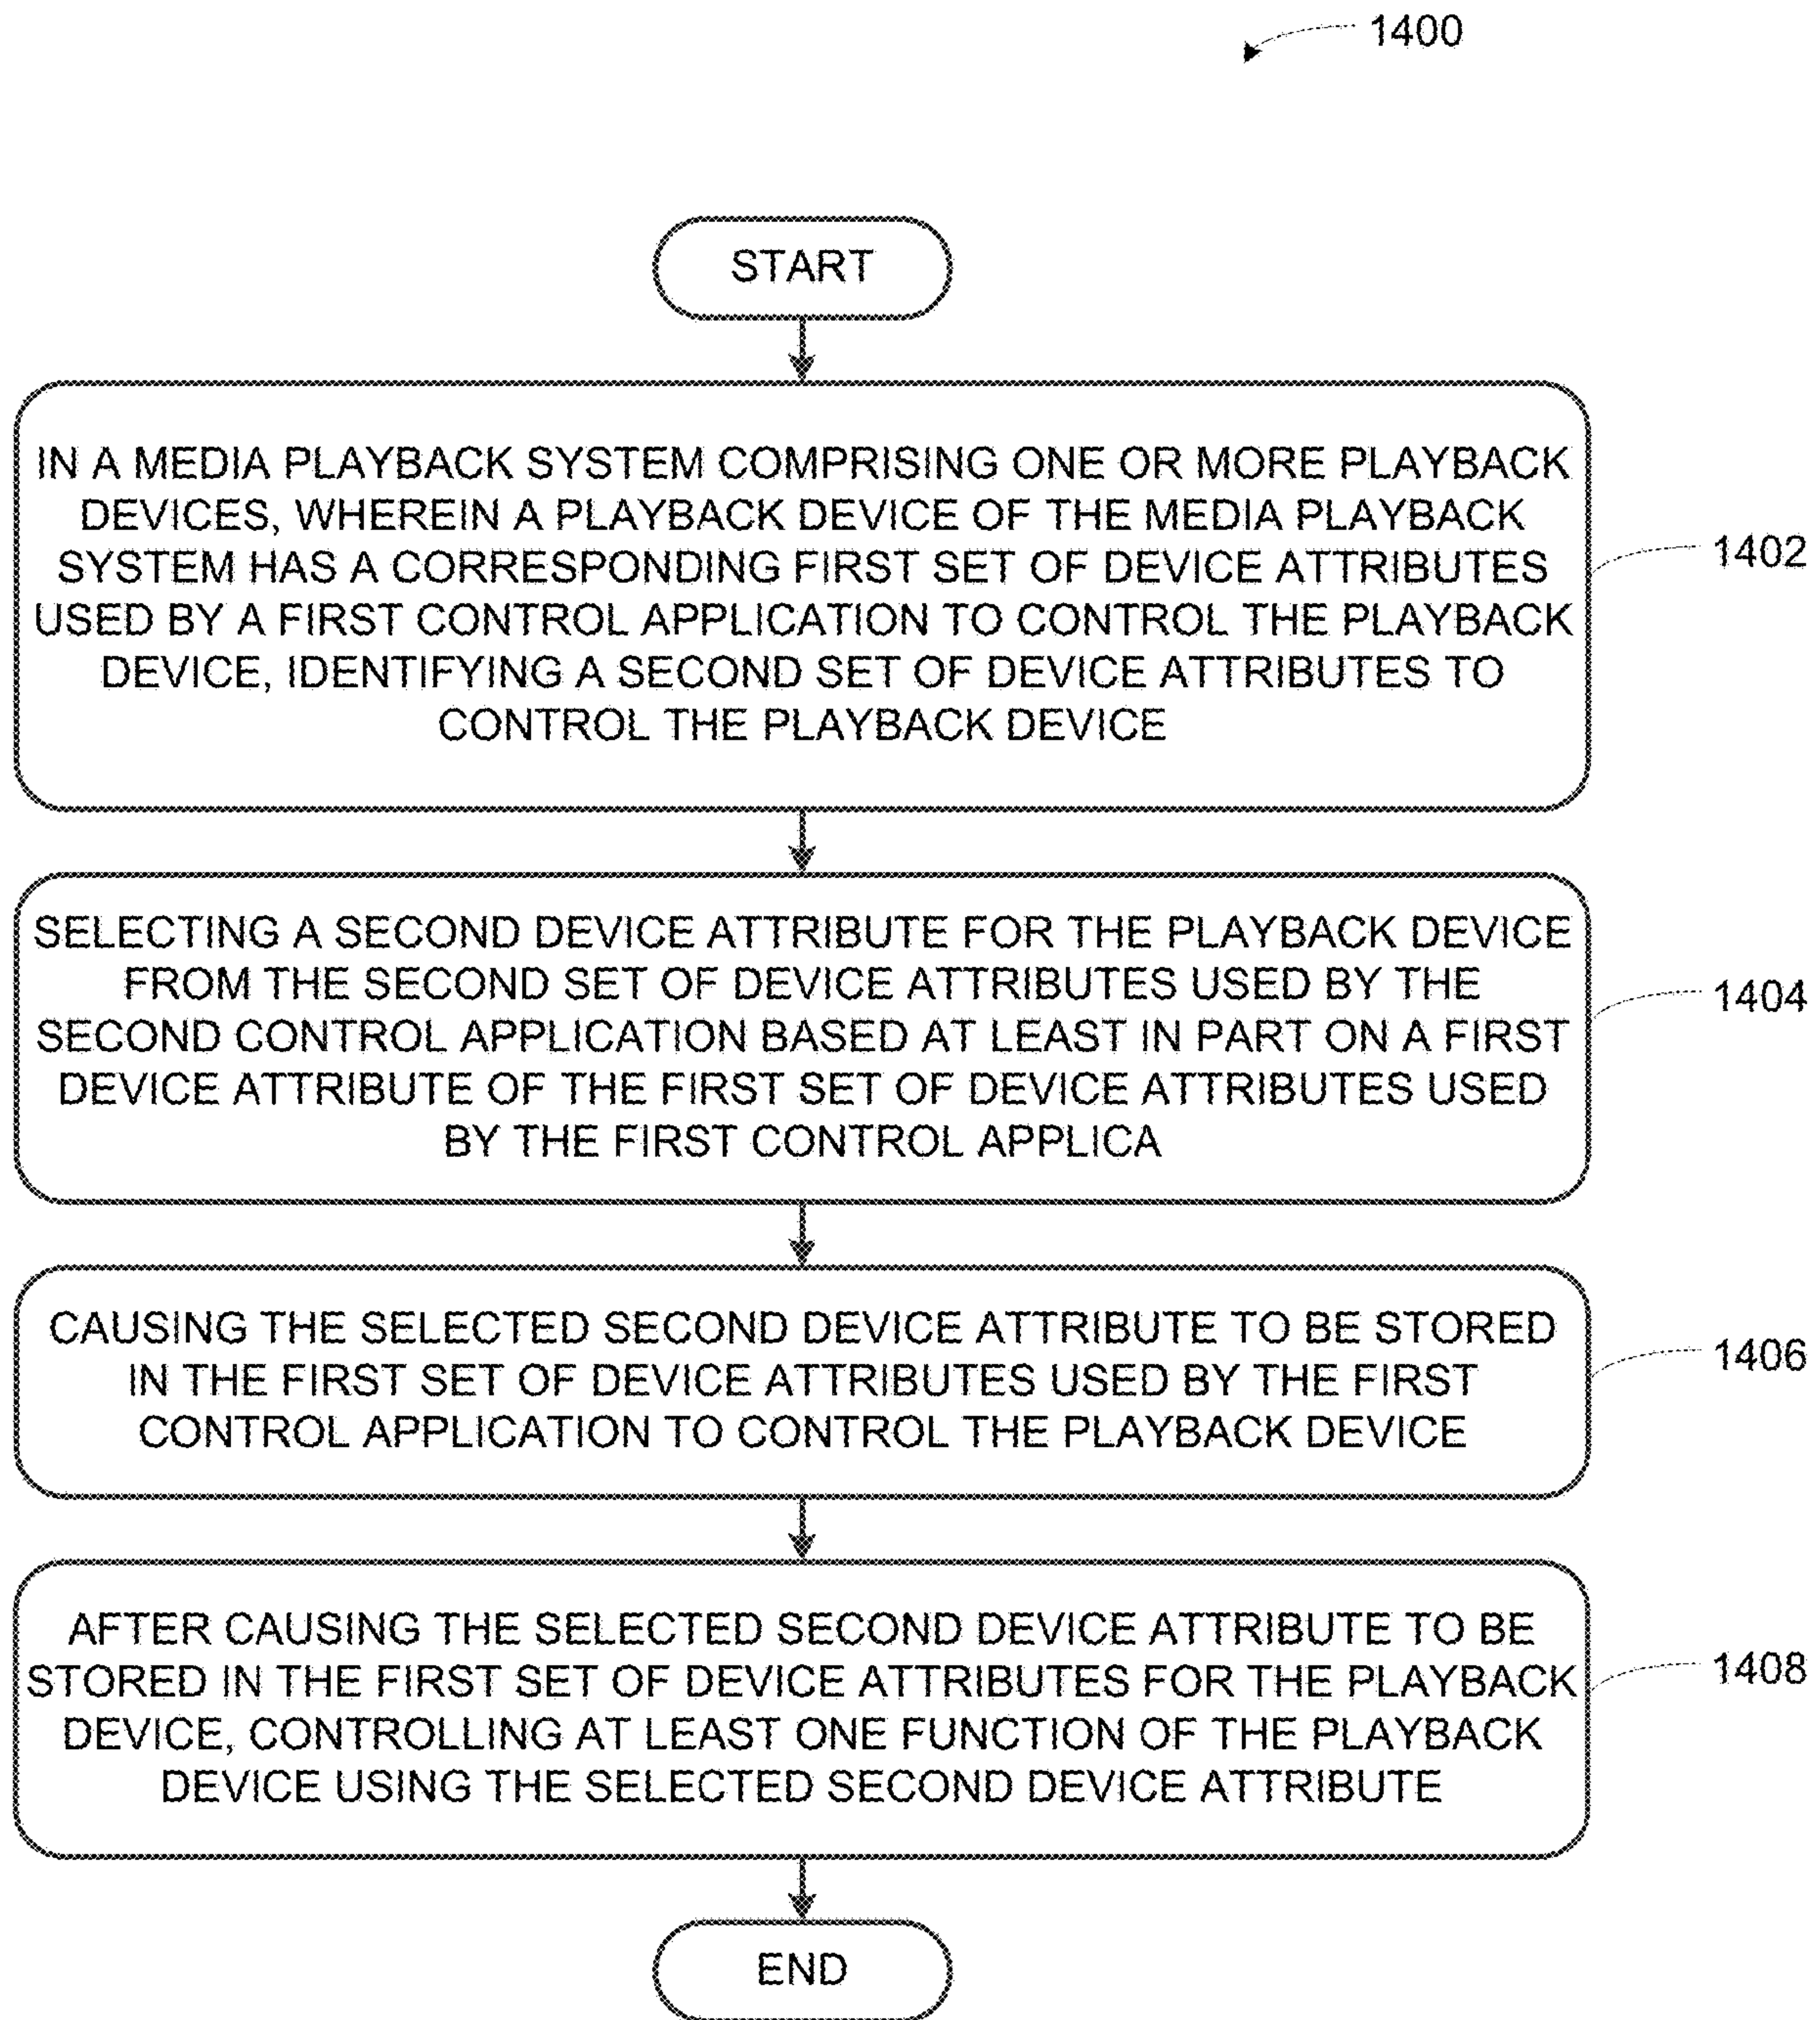 1400
START
IN A MEDIA PLAYBACK SYSTEM COMPRISING ONE OR MORE PLAYBACK
DEVICES, WHEREIN A PLAYBACK DEVICE OF THE MEDIA PLAYBACK
SYSTEM HAS A CORRESPONDING FIRST SET OF DEVICE ATTRIBUTES
USED BY A FIRST CONTROL APPLICATION TO CONTROL THE PLAYBACK
DEVICE, IDENTIFYING A SECOND SET OF DEVICE ATTRIBUTES TO
CONTROL THE PLAYBACK DEVICE
1402
SELECTING A SECOND DEVICE ATTRIBUTE FOR THE PLAYBACK DEVICE
FROM THE SECOND SET OF DEVICE ATTRIBUTES USED BY THE
SECOND CONTROL APPLICATION BASED AT LEAST IN PART ON A FIRST
DEVICE ATTRIBUTE OF THE FIRST SET OF DEVICE ATTRIBUTES USED
BY THE FIRST CONTROL APPLICA
1404
CAUSING THE SELECTED SECOND DEVICE ATTRIBUTE TO BE STORED
IN THE FIRST SET OF DEVICE ATTRIBUTES USED BY THE FIRST
CONTROL APPLICATION TO CONTROL THE PLAYBACK DEVICE
1406
AFTER CAUSING THE SELECTED SECOND DEVICE ATTRIBUTE TO BE
STORED IN THE FIRST SET OF DEVICE ATTRIBUTES FOR THE PLAYBACK
DEVICE, CONTROLLING AT LEAST ONE FUNCTION OF THE PLAYBACK
DEVICE USING THE SELECTED SECOND DEVICE ATTRIBUTE
1408
END